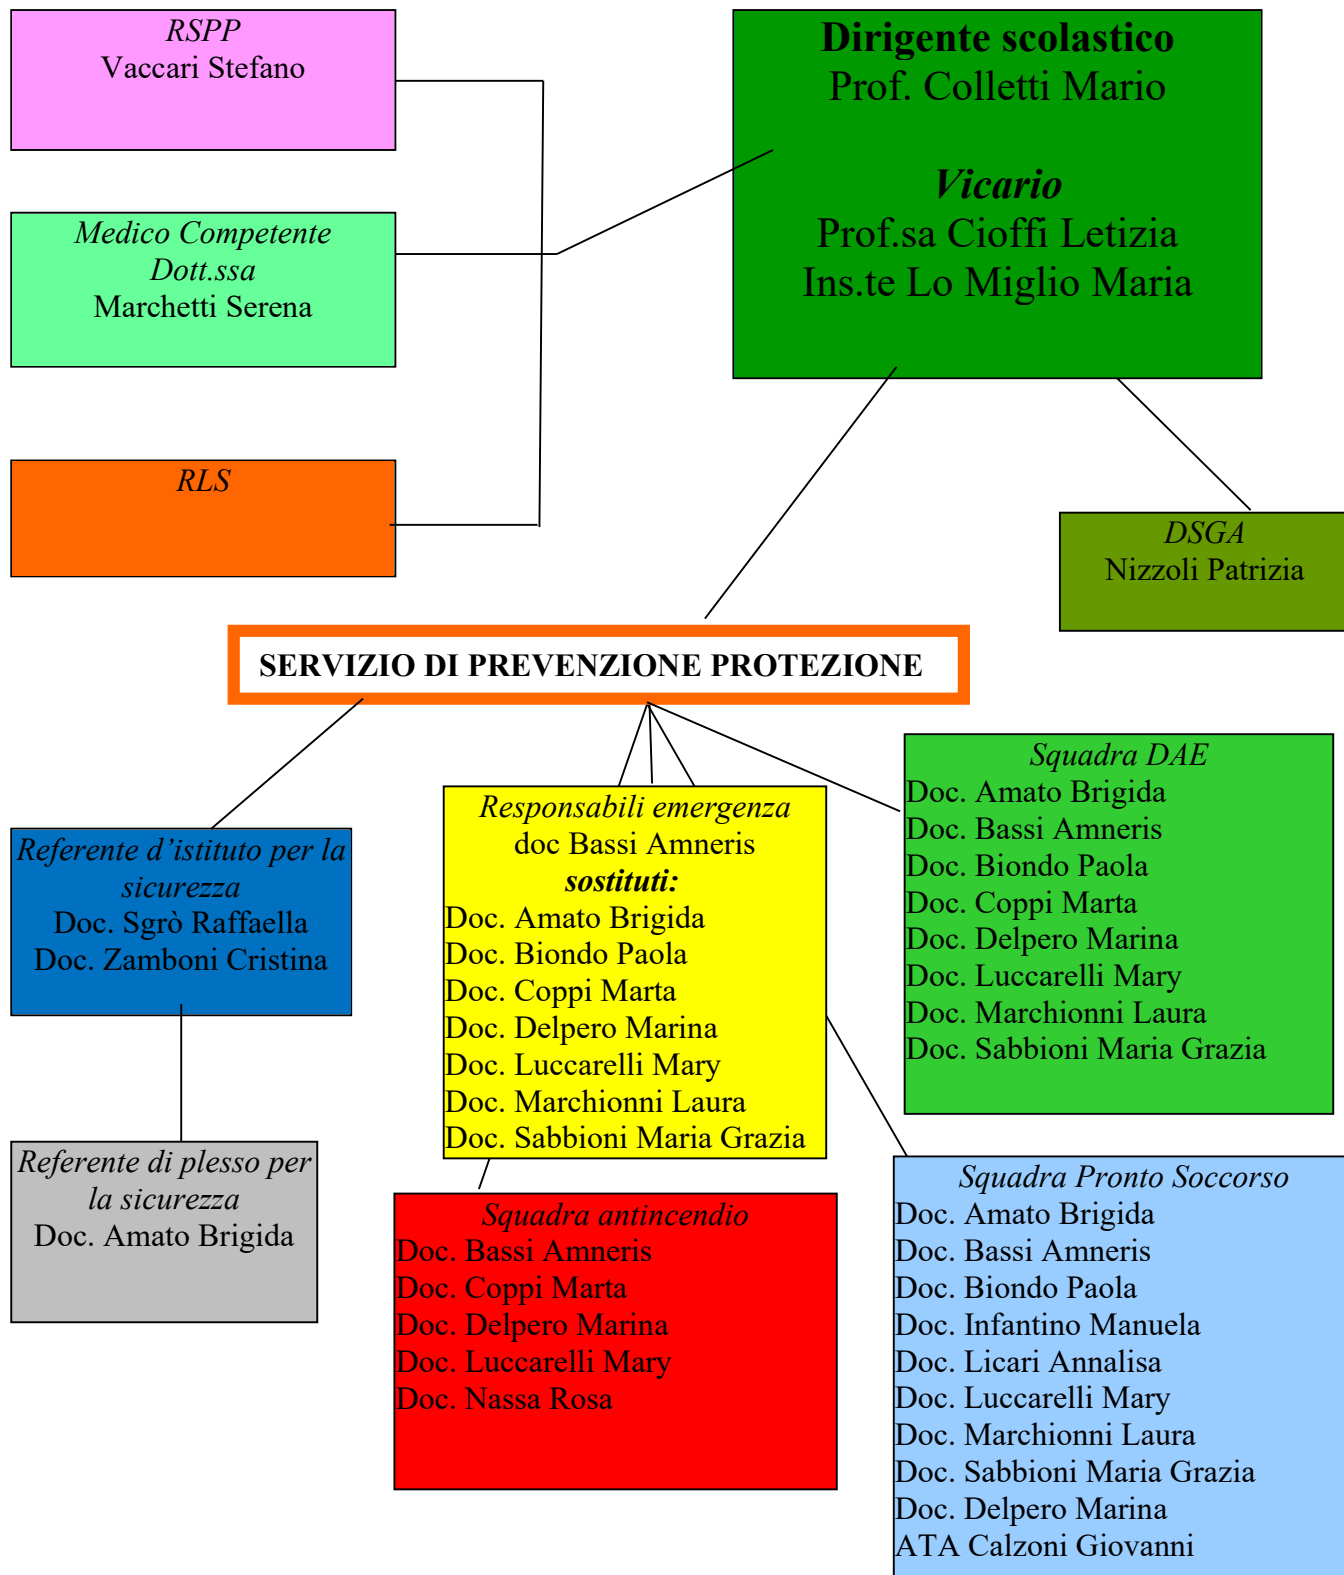 RSPP
Vaccari Stefano
Dirigente scolastico
Prof. Colletti Mario
Vicario
Prof.sa Cioffi Letizia
Ins.te Lo Miglio Maria
Medico Competente
Dott.ssa
Marchetti Serena
RLS
DSGA
Nizzoli Patrizia
SERVIZIO DI PREVENZIONE PROTEZIONE
Referente d’istituto per la
sicurezza
Doc. Sgrò Raffaella
Doc. Zamboni Cristina
Referente di plesso per
la sicurezza
Doc. Amato Brigida
Responsabili emergenza
doc Bassi Amneris
sostituti:
Doc. Amato Brigida
Doc. Biondo Paola
Doc. Coppi Marta
Doc. Delpero Marina
Doc. Luccarelli Mary
Doc. Marchionni Laura
Doc. Sabbioni Maria Grazia
Squadra antincendio
Doc. Bassi Amneris
Doc. Coppi Marta
Doc. Delpero Marina
Doc. Luccarelli Mary
Doc. Nassa Rosa
Squadra DAE
Doc. Amato Brigida
Doc. Bassi Amneris
Doc. Biondo Paola
Doc. Coppi Marta
Doc. Delpero Marina
Doc. Luccarelli Mary
Doc. Marchionni Laura
Doc. Sabbioni Maria Grazia
Squadra Pronto Soccorso
Doc. Amato Brigida
Doc. Bassi Amneris
Doc. Biondo Paola
Doc. Infantino Manuela
Doc. Licari Annalisa
Doc. Luccarelli Mary
Doc. Marchionni Laura
Doc. Sabbioni Maria Grazia
Doc. Delpero Marina
ATA Calzoni Giovanni